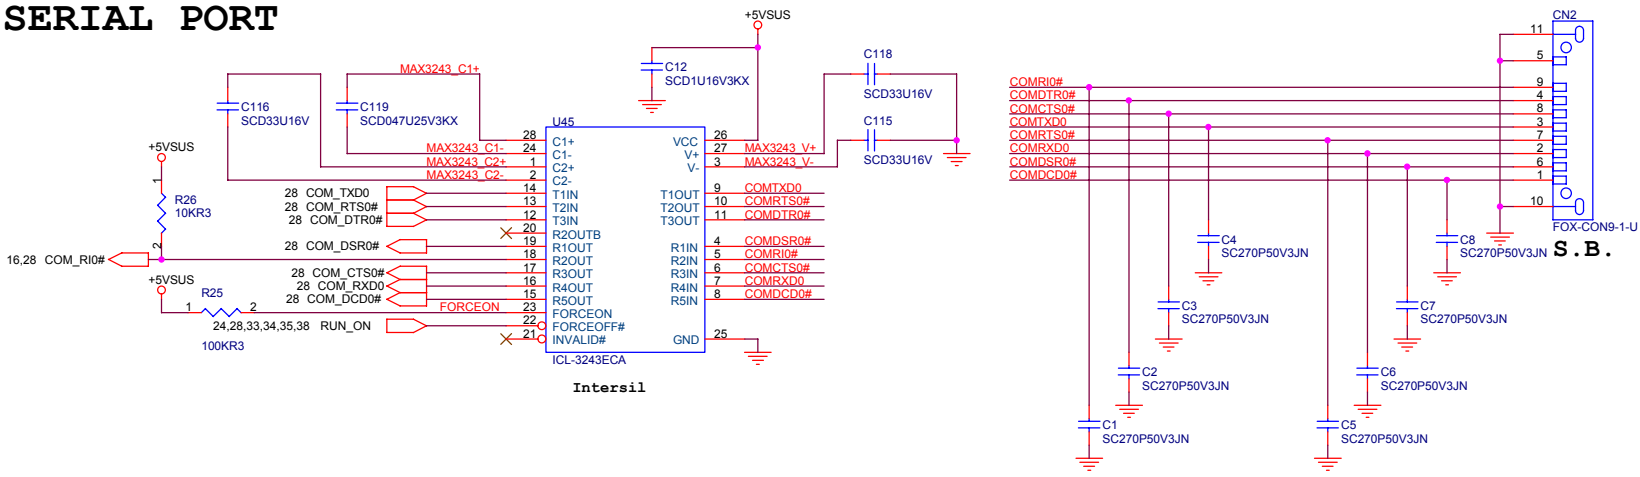 SERIAL PORT
+5VSUS
C12
SCD1U16V3KX
C118
SCD33U16V
C115
SCD33U16V
MAX3243_C1+
C116
SCD33U16V
C119
SCD047U25V3KX
MAX3243_C1-
MAX3243_C2+
MAX3243_C2-
+5VSUS
1
R26
10KR3
2
16,28 COM_RI0#
+5VSUS
R25
1
2
100KR3
28 COM_TXD0
28 COM_RTS0#
28 COM_DTR0#
28 COM_DSR0#
28 COM_CTS0#
28 COM_RXD0
28 COM_DCD0#
FORCEON
24,28,33,34,35,38 RUN_ON
U45
28 C1+
24 C1-
1 C2+
2 C2-
14 T1IN
13 T2IN
12 T3IN
20 R2OUTB
19 R1OUT
18 R2OUT
17 R3OUT
16 R4OUT
15 R5OUT
23 FORCEON
22 FORCEOFF#
21 INVALID#
VCC 26
V+ 27 MAX3243_V+
V- 3 MAX3243_V-
T1OUT 9 COMTXD0
T2OUT 10 COMRTS0#
T3OUT 11 COMDTR0#
R1IN 4 COMDSR0#
R2IN 5 COMRI0#
R3IN 6 COMCTS0#
R4IN 7 COMRXD0
R5IN 8 COMDCD0#
GND 25
ICL-3243ECA
Intersil
CN2
11
5
COMRI0# 9
COMDTR0# 4
COMCTS0# 8
COMTXD0 3
COMRTS0# 7
COMRXD0 2
COMDSR0# 6
COMDCD0# 1
10
FOX-CON9-1-U
S.B.
C4
SC270P50V3JN
C8
SC270P50V3JN
C3
SC270P50V3JN
C7
SC270P50V3JN
C2
SC270P50V3JN
C6
SC270P50V3JN
C1
SC270P50V3JN
C5
SC270P50V3JN